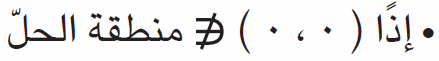 • إذًا ( ٠ ، ٠ ) ∌ منطقة الحلّ